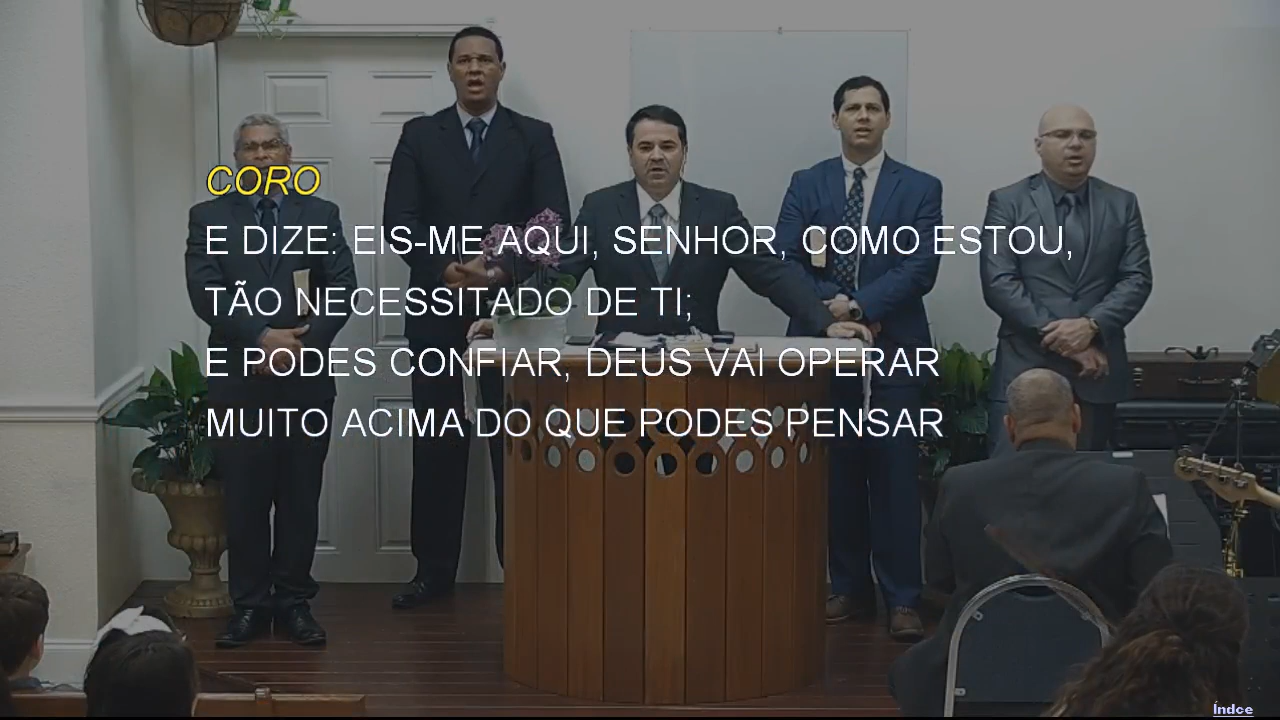 CORO
E DIZE: EIS-ME AQUI, SENHOR, COMO ESTOU,
TÃO NECESSITADO DE TI;
E PODES CONFIAR, DEUS VAI OPERAR
MUITO ACIMA DO QUE PODES PENSAR
Índce